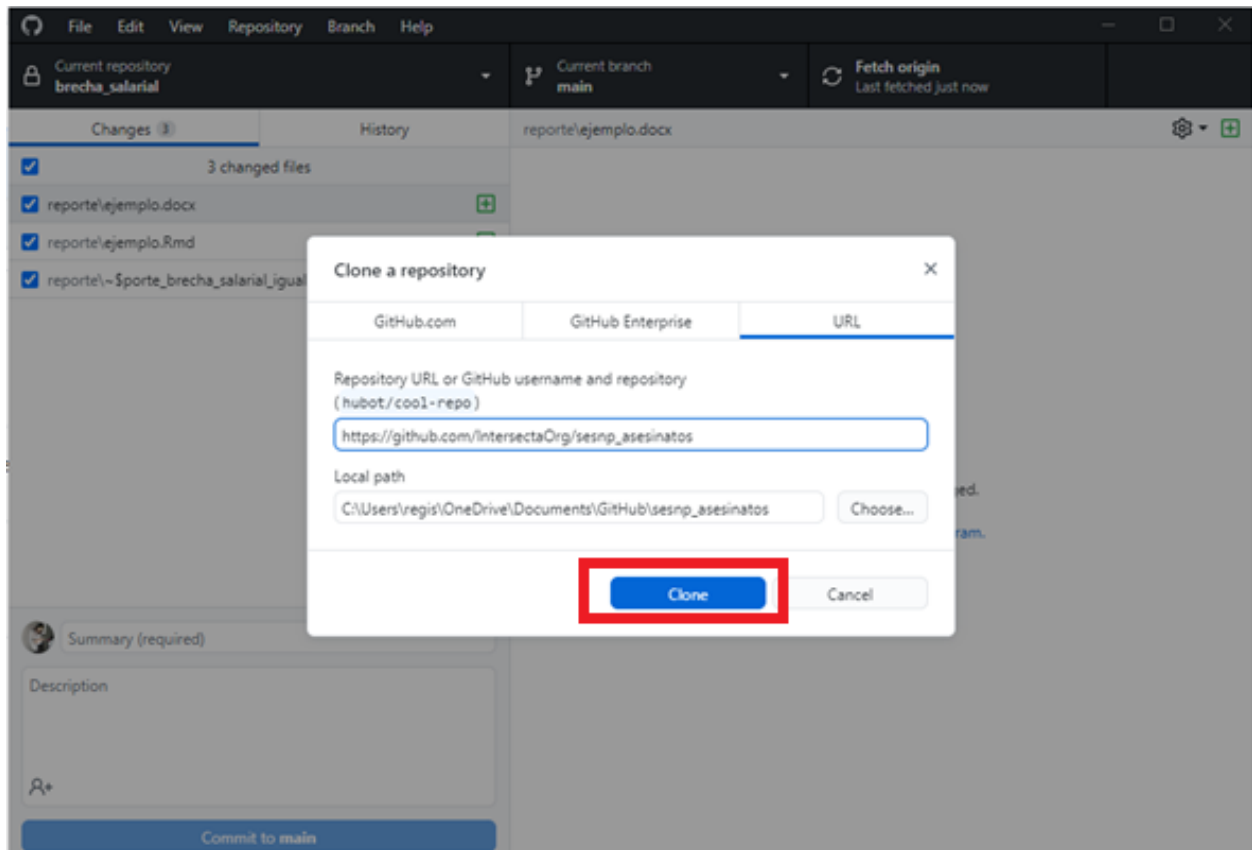 File Edit View Repository Branch Help
Current repository
brecha_salarial
Current branch
main
Fetch origin
Last fetched just now
Changes 3
History
reporte\ejemplo.docx
3 changed files
reporte\ejemplo.docx
reporte\ejemplo.Rmd
reporte\~$porte_brecha_salarial_igual
Clone a repository
GitHub.com
GitHub Enterprise
URL
Repository URL or GitHub username and repository
(hubot/cool-repo)
https://github.com/IntersectaOrg/sesnp_asesinatos
Local path
C:\Users\regis\OneDrive\Documents\GitHub\sesnp_asesinatos
Choose...
ged.
ram.
Clone
Cancel
Summary (required)
Description
Commit to main